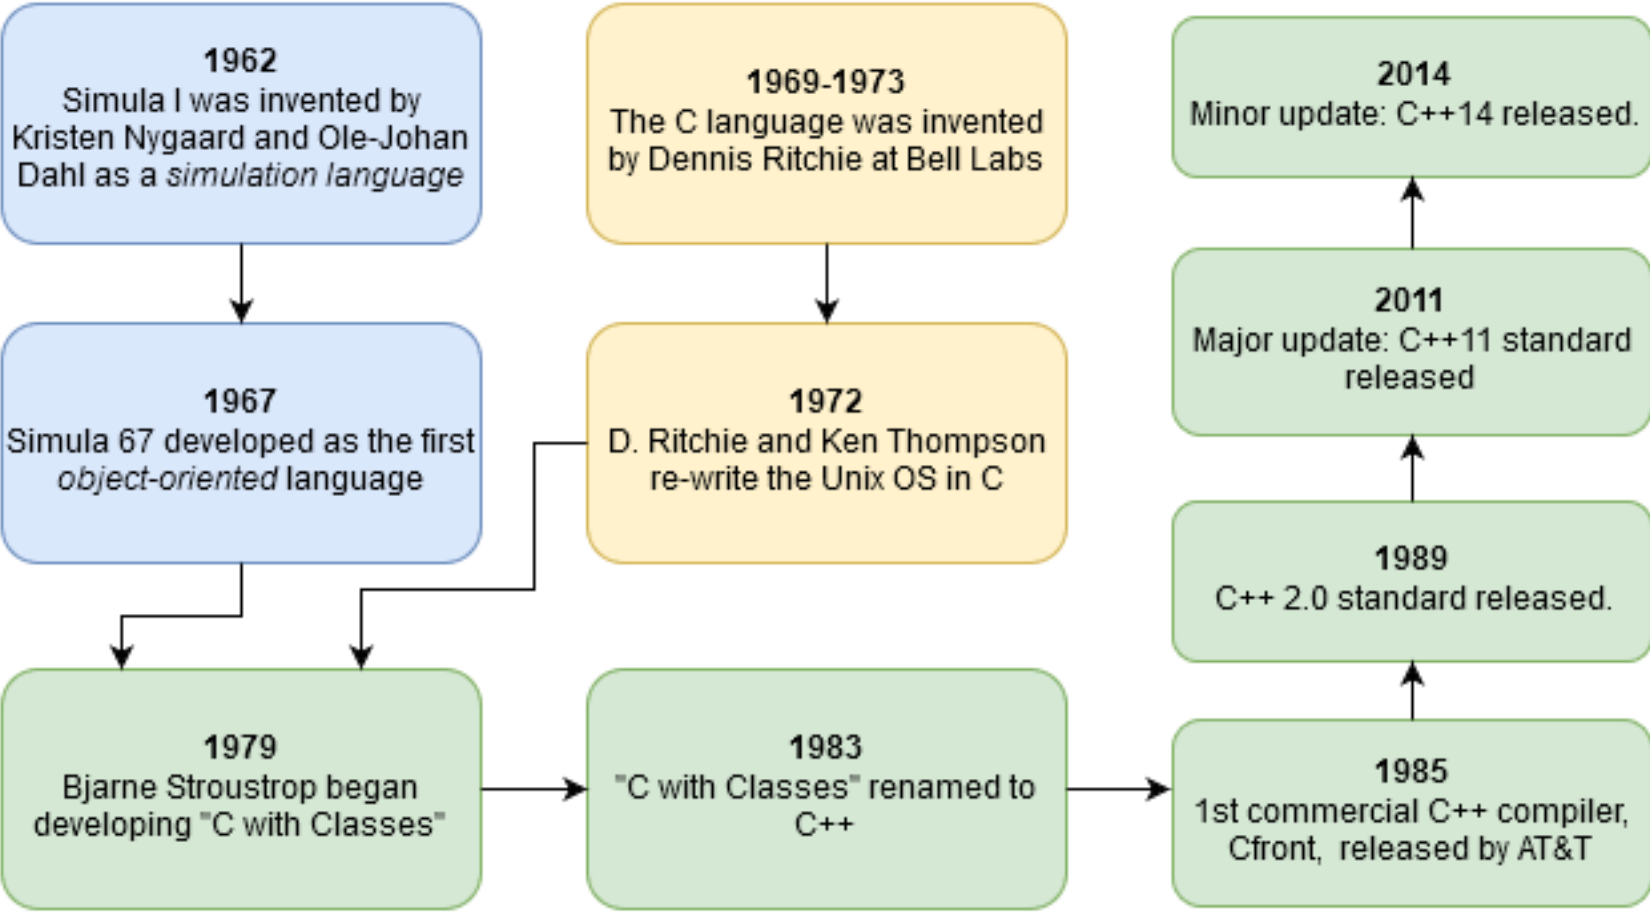 1962
Simula I was invented by
Kristen Nygaard and Ole-Johan
Dahl as a simulation language
1967
Simula 67 developed as the first
object-oriented language
1969-1973
The C language was invented
by Dennis Ritchie at Bell Labs
1972
D. Ritchie and Ken Thompson
re-write the Unix OS in C
1979
Bjarne Stroustrop began
developing "C with Classes"
1983
"C with Classes" renamed to
C++
1985
1st commercial C++ compiler,
Cfront, released by AT&T
1989
C++ 2.0 standard released.
2011
Major update: C++11 standard
released
2014
Minor update: C++14 released.